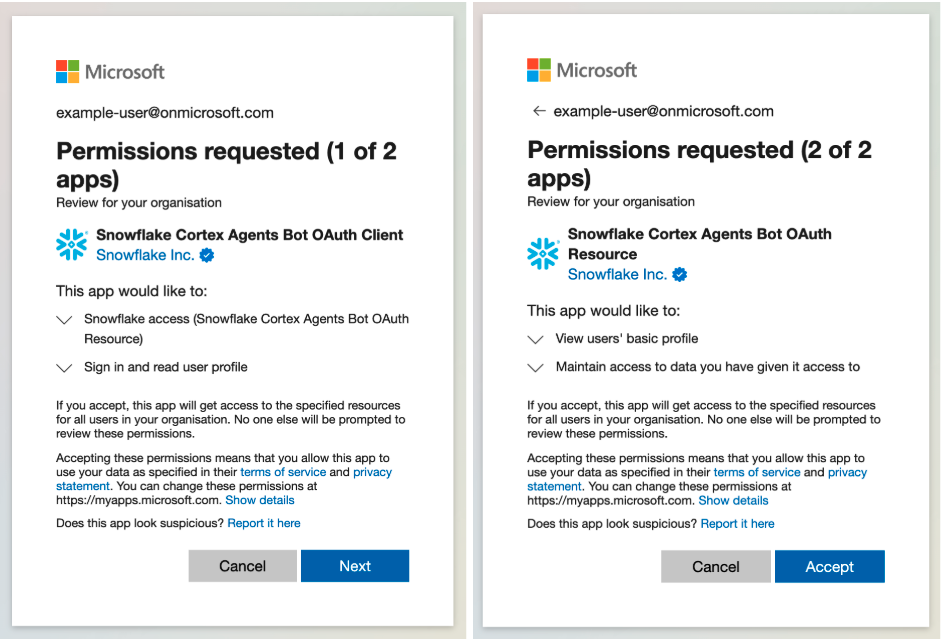 Microsoft
example-user@onmicrosoft.com
Permissions requested (1 of 2
apps)
Review for your organisation
Snowflake Cortex Agents Bot OAuth Client
Snowflake Inc.
This app would like to:
Snowflake access (Snowflake Cortex Agents Bot OAuth
Resource)
Sign in and read user profile
If you accept, this app will get access to the specified resources
for all users in your organisation. No one else will be prompted to
review these permissions.
Accepting these permissions means that you allow this app to
use your data as specified in their terms of service and privacy
statement. You can change these permissions at
https://myapps.microsoft.com. Show details
Does this app look suspicious? Report it here
Cancel
Next
Microsoft
example-user@onmicrosoft.com
Permissions requested (2 of 2
apps)
Review for your organisation
Snowflake Cortex Agents Bot OAuth
Resource
Snowflake Inc.
This app would like to:
View users' basic profile
Maintain access to data you have given it access to
If you accept, this app will get access to the specified resources
for all users in your organisation. No one else will be prompted to
review these permissions.
Accepting these permissions means that you allow this app to
use your data as specified in their terms of service and privacy
statement. You can change these permissions at
https://myapps.microsoft.com. Show details
Does this app look suspicious? Report it here
Cancel
Accept